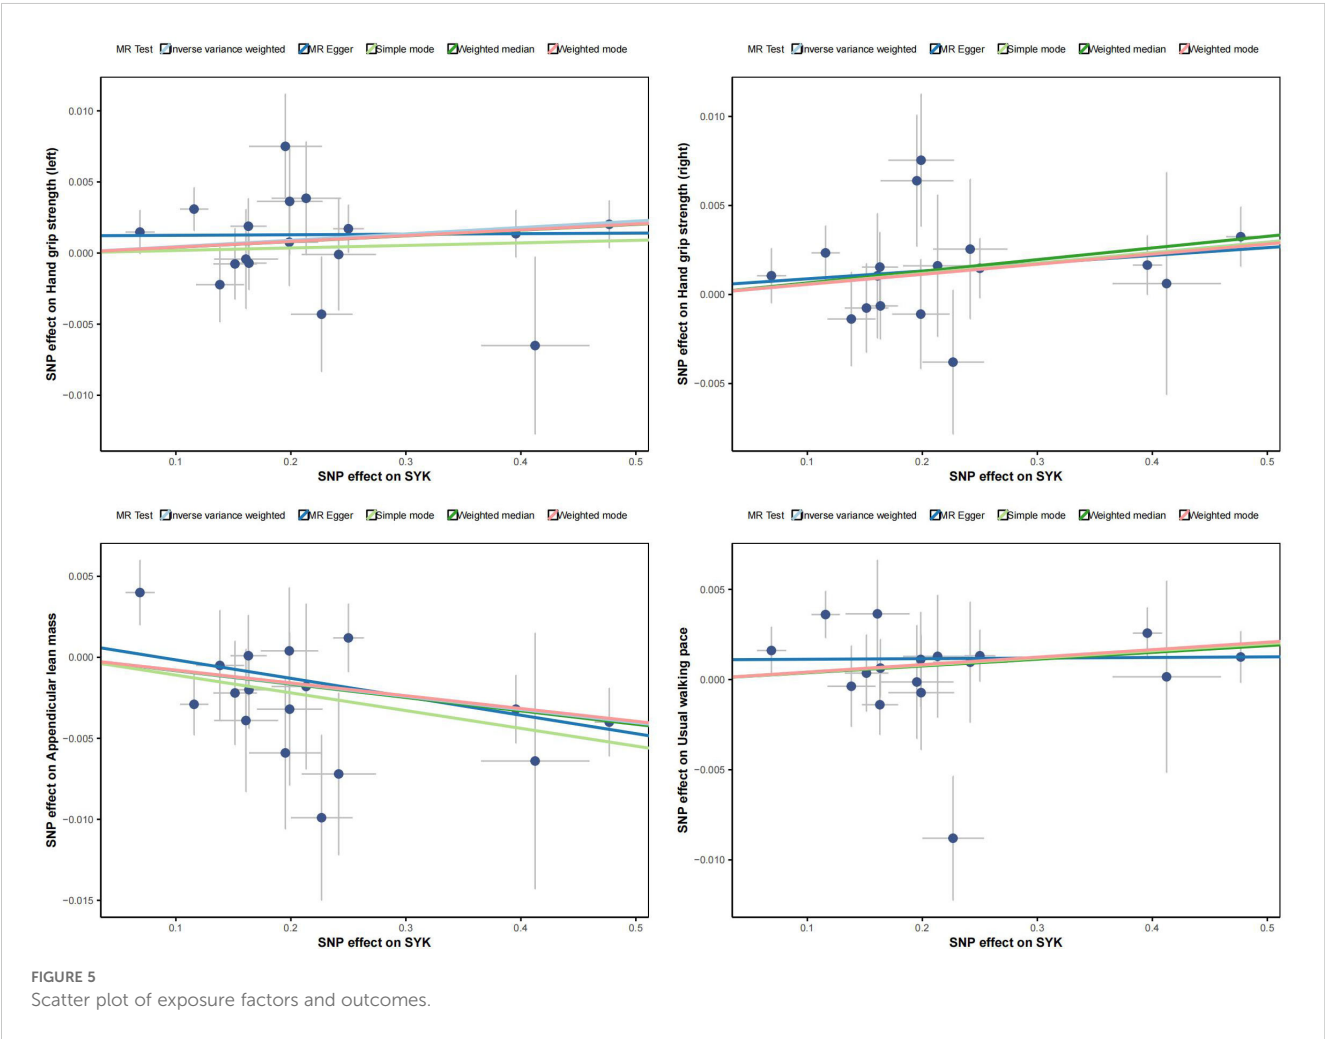 MR Test Inverse variance weighted MR Egger Simple mode Weighted median Weighted mode
SNP effect on Hand grip strength (left)
0.010
0.005
0.000
−0.005
−0.010
0.1 0.2 0.3 0.4 0.5
SNP effect on SYK
MR Test Inverse variance weighted MR Egger Simple mode Weighted median Weighted mode
SNP effect on Hand grip strength (right)
0.010
0.005
0.000
−0.005
0.1 0.2 0.3 0.4 0.5
SNP effect on SYK
MR Test Inverse variance weighted MR Egger Simple mode Weighted median Weighted mode
SNP effect on Appendicular lean mass
0.005
0.000
−0.005
−0.010
−0.015
0.1 0.2 0.3 0.4 0.5
SNP effect on SYK
MR Test Inverse variance weighted MR Egger Simple mode Weighted median Weighted mode
SNP effect on Usual walking pace
0.005
0.000
−0.005
−0.010
0.1 0.2 0.3 0.4 0.5
SNP effect on SYK
FIGURE 5
Scatter plot of exposure factors and outcomes.